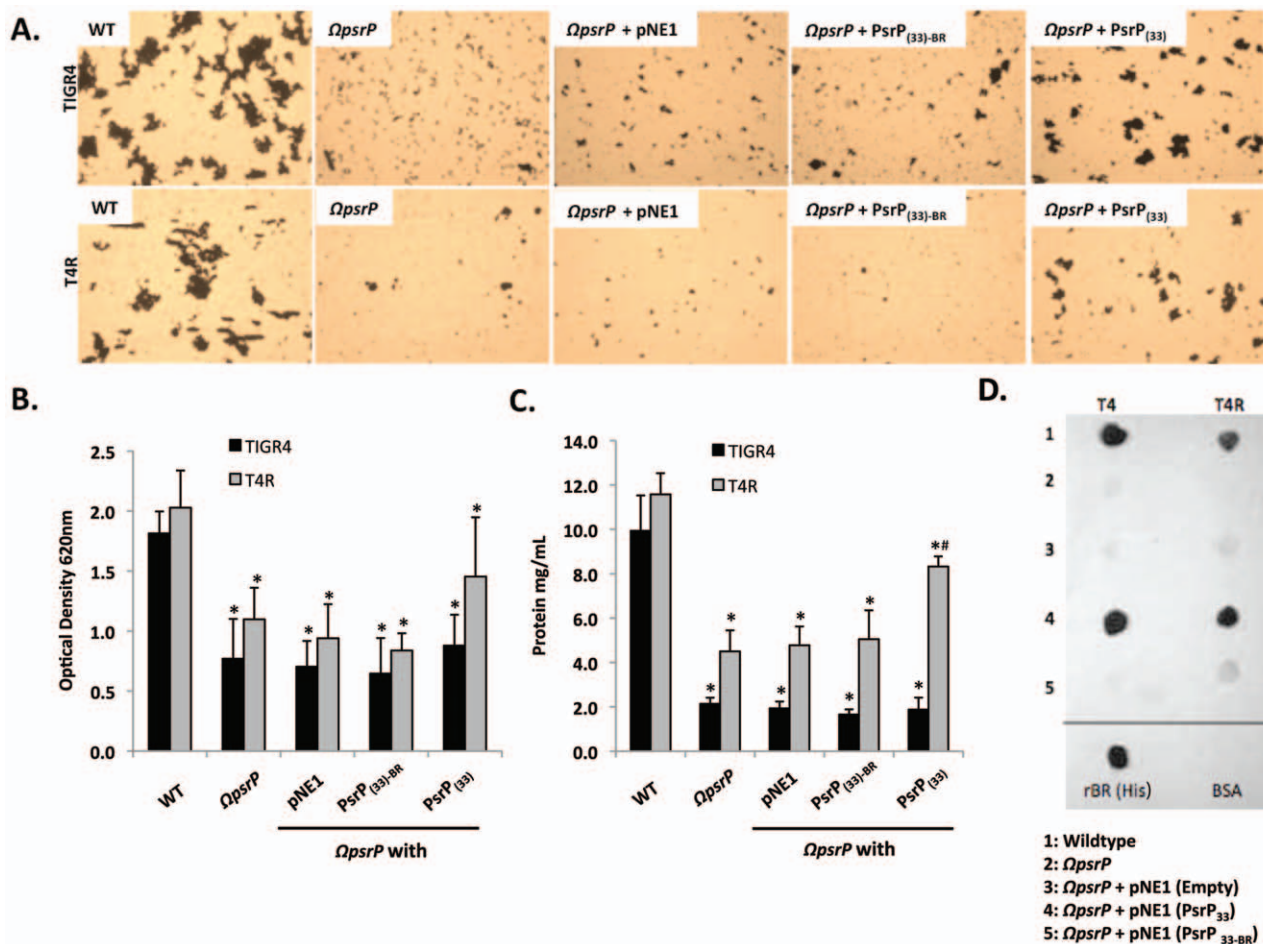 A.
WT
ΩpsrP
ΩpsrP + pNE1
ΩpsrP + PsrP(33)-BR
ΩpsrP + PsrP(33)
TIGR4
WT
ΩpsrP
ΩpsrP + pNE1
ΩpsrP + PsrP(33)-BR
ΩpsrP + PsrP(33)
T4R
B.
Optical Density 620nm
2.5
2.0
1.5
1.0
0.5
0.0
TIGR4
T4R
* * * * * * * *
WT
ΩpsrP
pNE1
PsrP(33)-BR
PsrP(33)
ΩpsrP with
C.
Protein mg/mL
14.0
12.0
10.0
8.0
6.0
4.0
2.0
0.0
TIGR4
T4R
* * * * * * * *#
WT
ΩpsrP
pNE1
PsrP(33)-BR
PsrP(33)
ΩpsrP with
D.
T4 T4R
1
2
3
4
5
rBR (His) BSA
1: Wildtype
2: ΩpsrP
3: ΩpsrP + pNE1 (Empty)
4: ΩpsrP + pNE1 (PsrP33)
5: ΩpsrP + pNE1 (PsrP 33-BR)